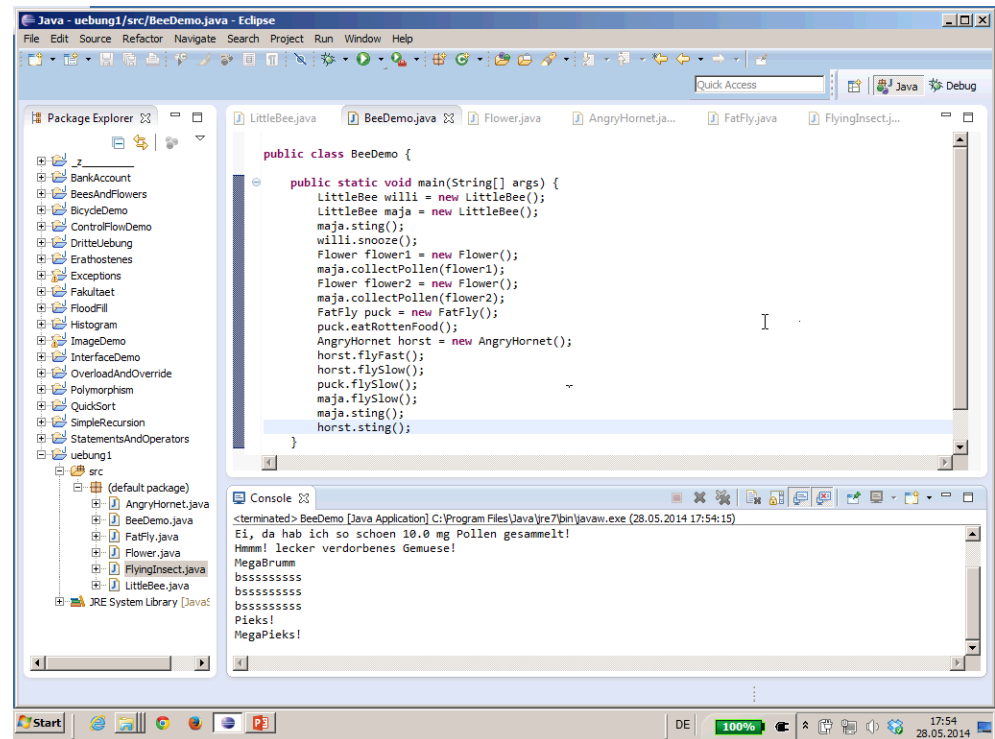 Java - uebung1/src/BeeDemo.java - Eclipse
File Edit Source Refactor Navigate Search Project Run Window Help
Quick Access
Java
Debug
Package Explorer
_z________
BankAccount
BeesAndFlowers
BicycleDemo
ControlFlowDemo
DritteUebung
Erathostenes
Exceptions
Fakultaet
FloodFill
Histogram
ImageDemo
InterfaceDemo
OverloadAndOverride
Polymorphism
QuickSort
SimpleRecursion
StatementsAndOperators
uebung1
src
(default package)
AngryHornet.java
BeeDemo.java
FatFly.java
Flower.java
FlyingInsect.java
LittleBee.java
JRE System Library [JavaS
LittleBee.java BeeDemo.java Flower.java AngryHornet.ja... FatFly.java FlyingInsect.j...
public class BeeDemo {
public static void main(String[] args) {
LittleBee willi = new LittleBee();
LittleBee maja = new LittleBee();
maja.sting();
willi.snooze();
Flower flower1 = new Flower();
maja.collectPollen(flower1);
Flower flower2 = new Flower();
maja.collectPollen(flower2);
FatFly puck = new FatFly();
puck.eatRottenFood();
AngryHornet horst = new AngryHornet();
horst.flyFast();
horst.flySlow();
puck.flySlow();
maja.flySlow();
maja.sting();
horst.sting();
}
Console
<terminated> BeeDemo [Java Application] C:\Program Files\Java\jre7\bin\javaw.exe (28.05.2014 17:54:15)
Ei, da hab ich so schoen 10.0 mg Pollen gesammelt!
Hmmm! lecker verdorbenes Gemuese!
MegaBrumm
bsssssssss
bsssssssss
bsssssssss
Pieks!
MegaPieks!
Start
DE
100%
17:54
28.05.2014